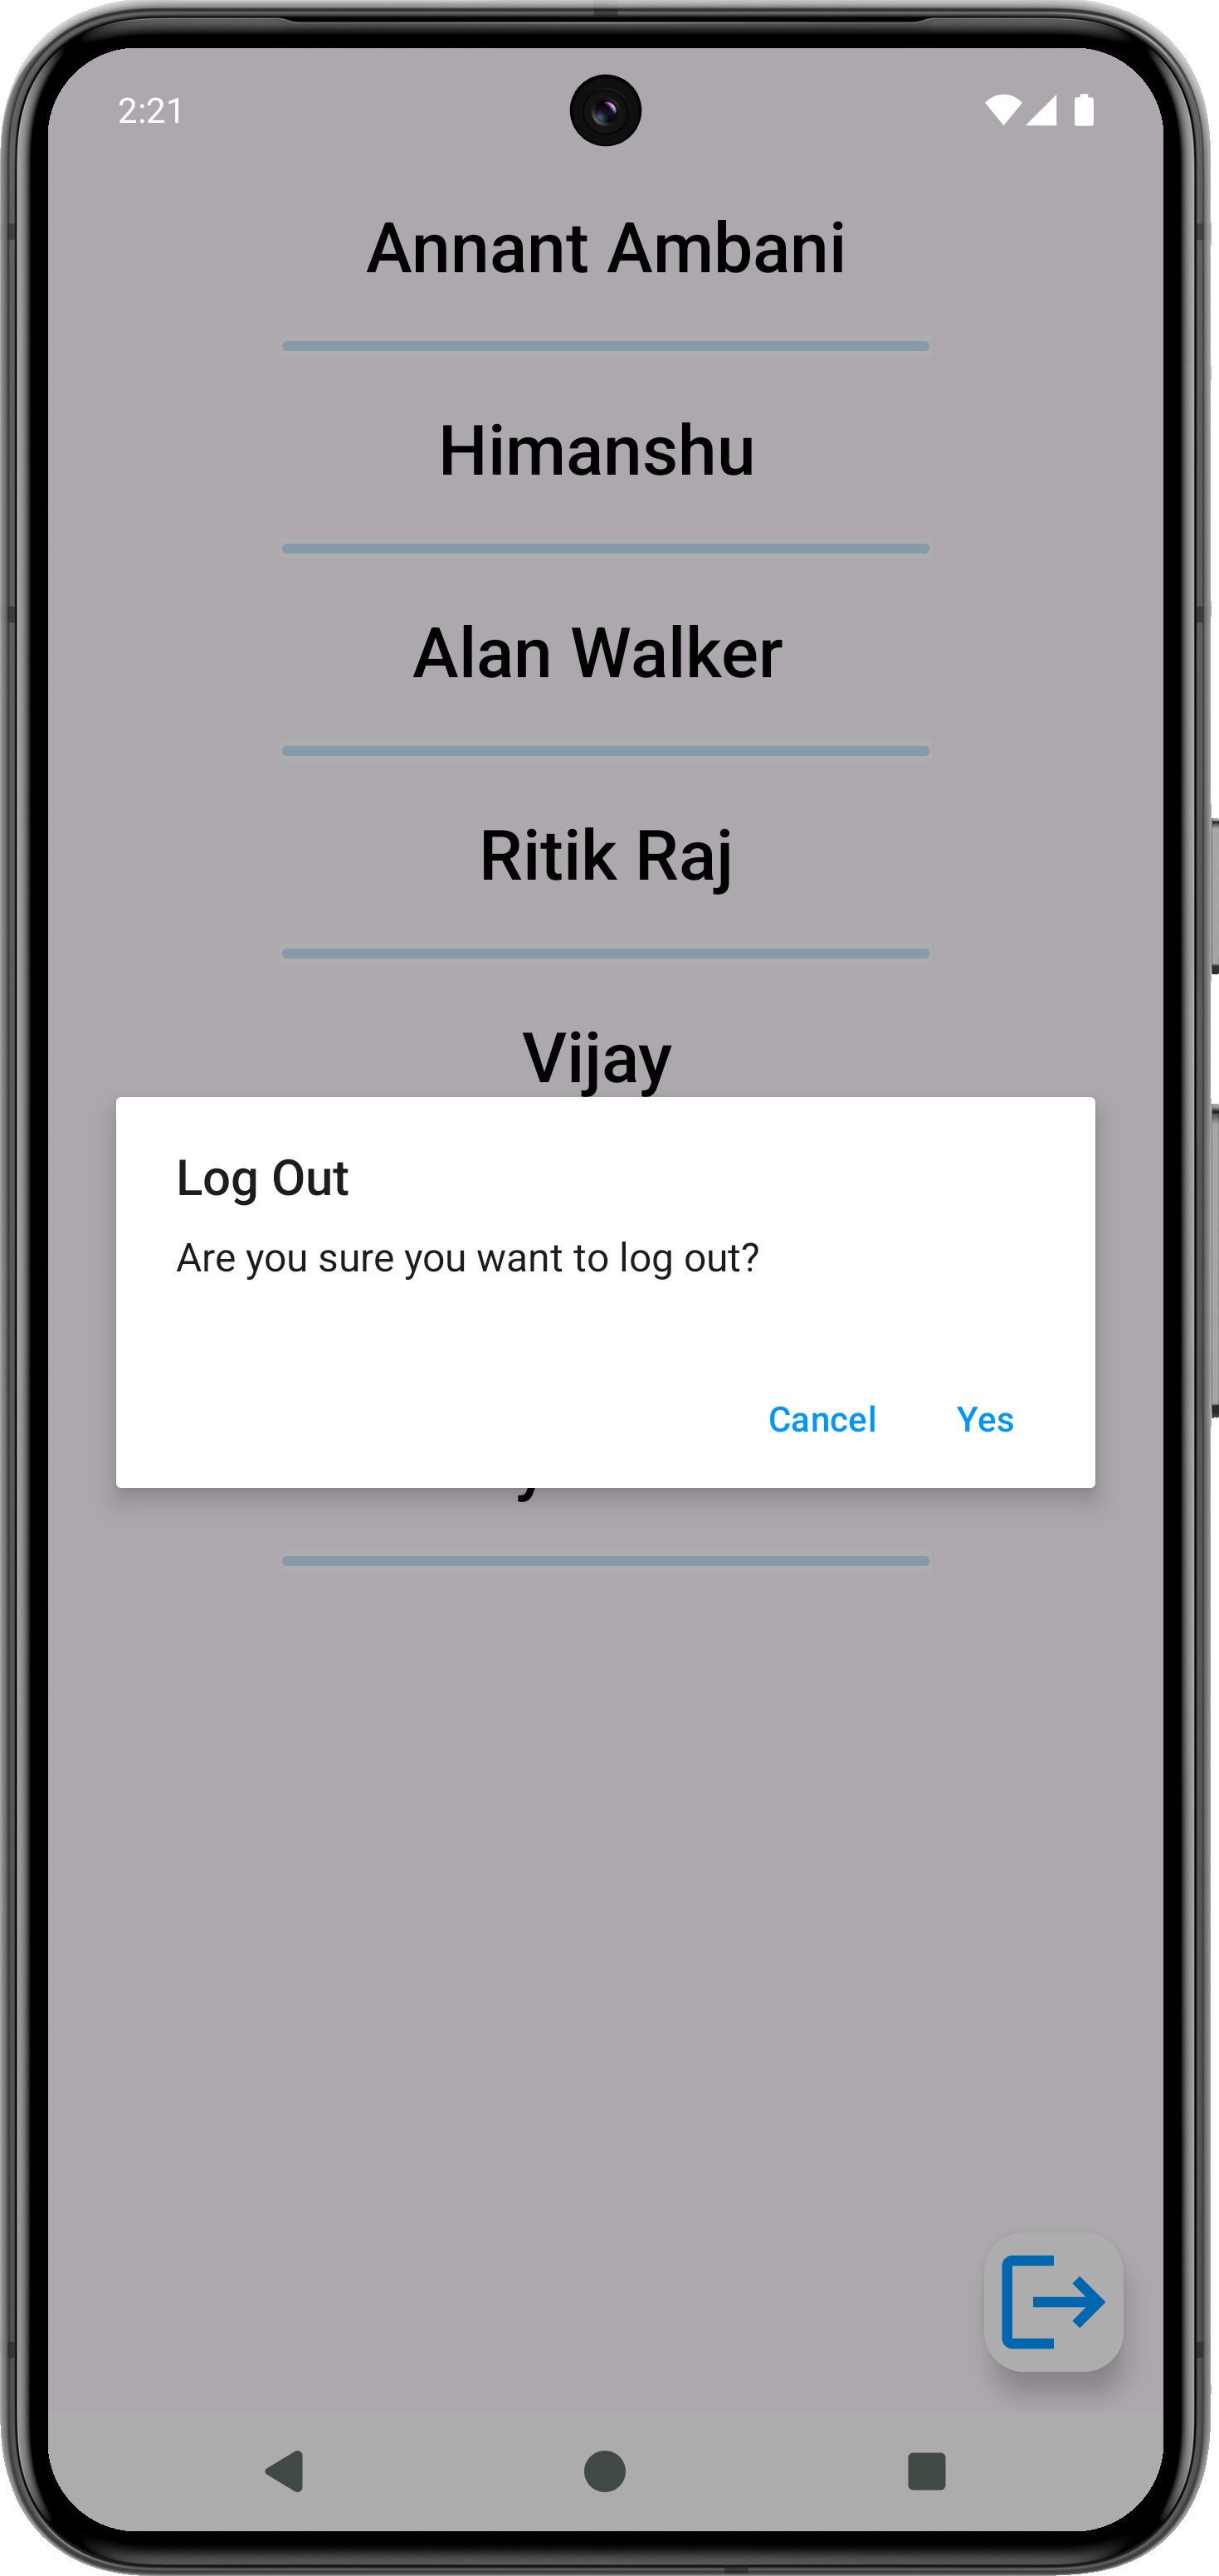 2:21
Annant Ambani
Himanshu
Alan Walker
Ritik Raj
Vijay
Log Out
Are you sure you want to log out?
Cancel
Yes